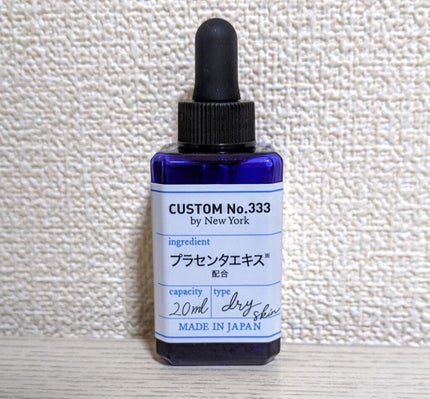 CUSTOM No.333
by New York
ingredient
プラセンタエキス※
配合
capacity type
20ml dry skin
MADE IN JAPAN